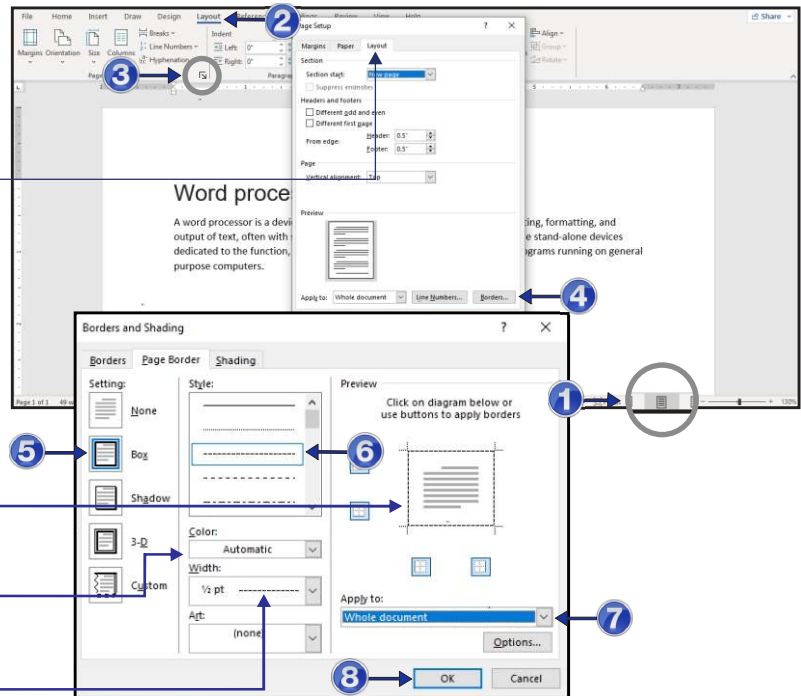 File Home Insert Draw Design Layout Review View Help Share
2
Margins Orientation Size Columns
Breaks
Line Numbers
Hyphenation
Indent
Left: 0"
Right: 0"
Align
Group
Rotate
3
Page Setup ? ×
Margins Paper Layout
Section
Section start: New page
Suppress endnotes
Headers and footers
Different odd and even
Different first page
From edge: Header: 0.5"
Footer: 0.5"
Page
Vertical alignment: Top
Preview
Apply to: Whole document Line Numbers... Borders...
4
Word proce
A word processor is a devi ting, formatting, and
output of text, often with e stand-alone devices
dedicated to the function, ograms running on general
purpose computers.
Page 1 of 1 49 w
1
130%
Borders and Shading ? ×
Borders Page Border Shading
Setting:
None
5
Box
Shadow
3-D
Custom
Style:
6
Color:
Automatic
Width:
½ pt
Art:
(none)
Preview
Click on diagram below or
use buttons to apply borders
Apply to:
Whole document
7
Options...
8
OK Cancel